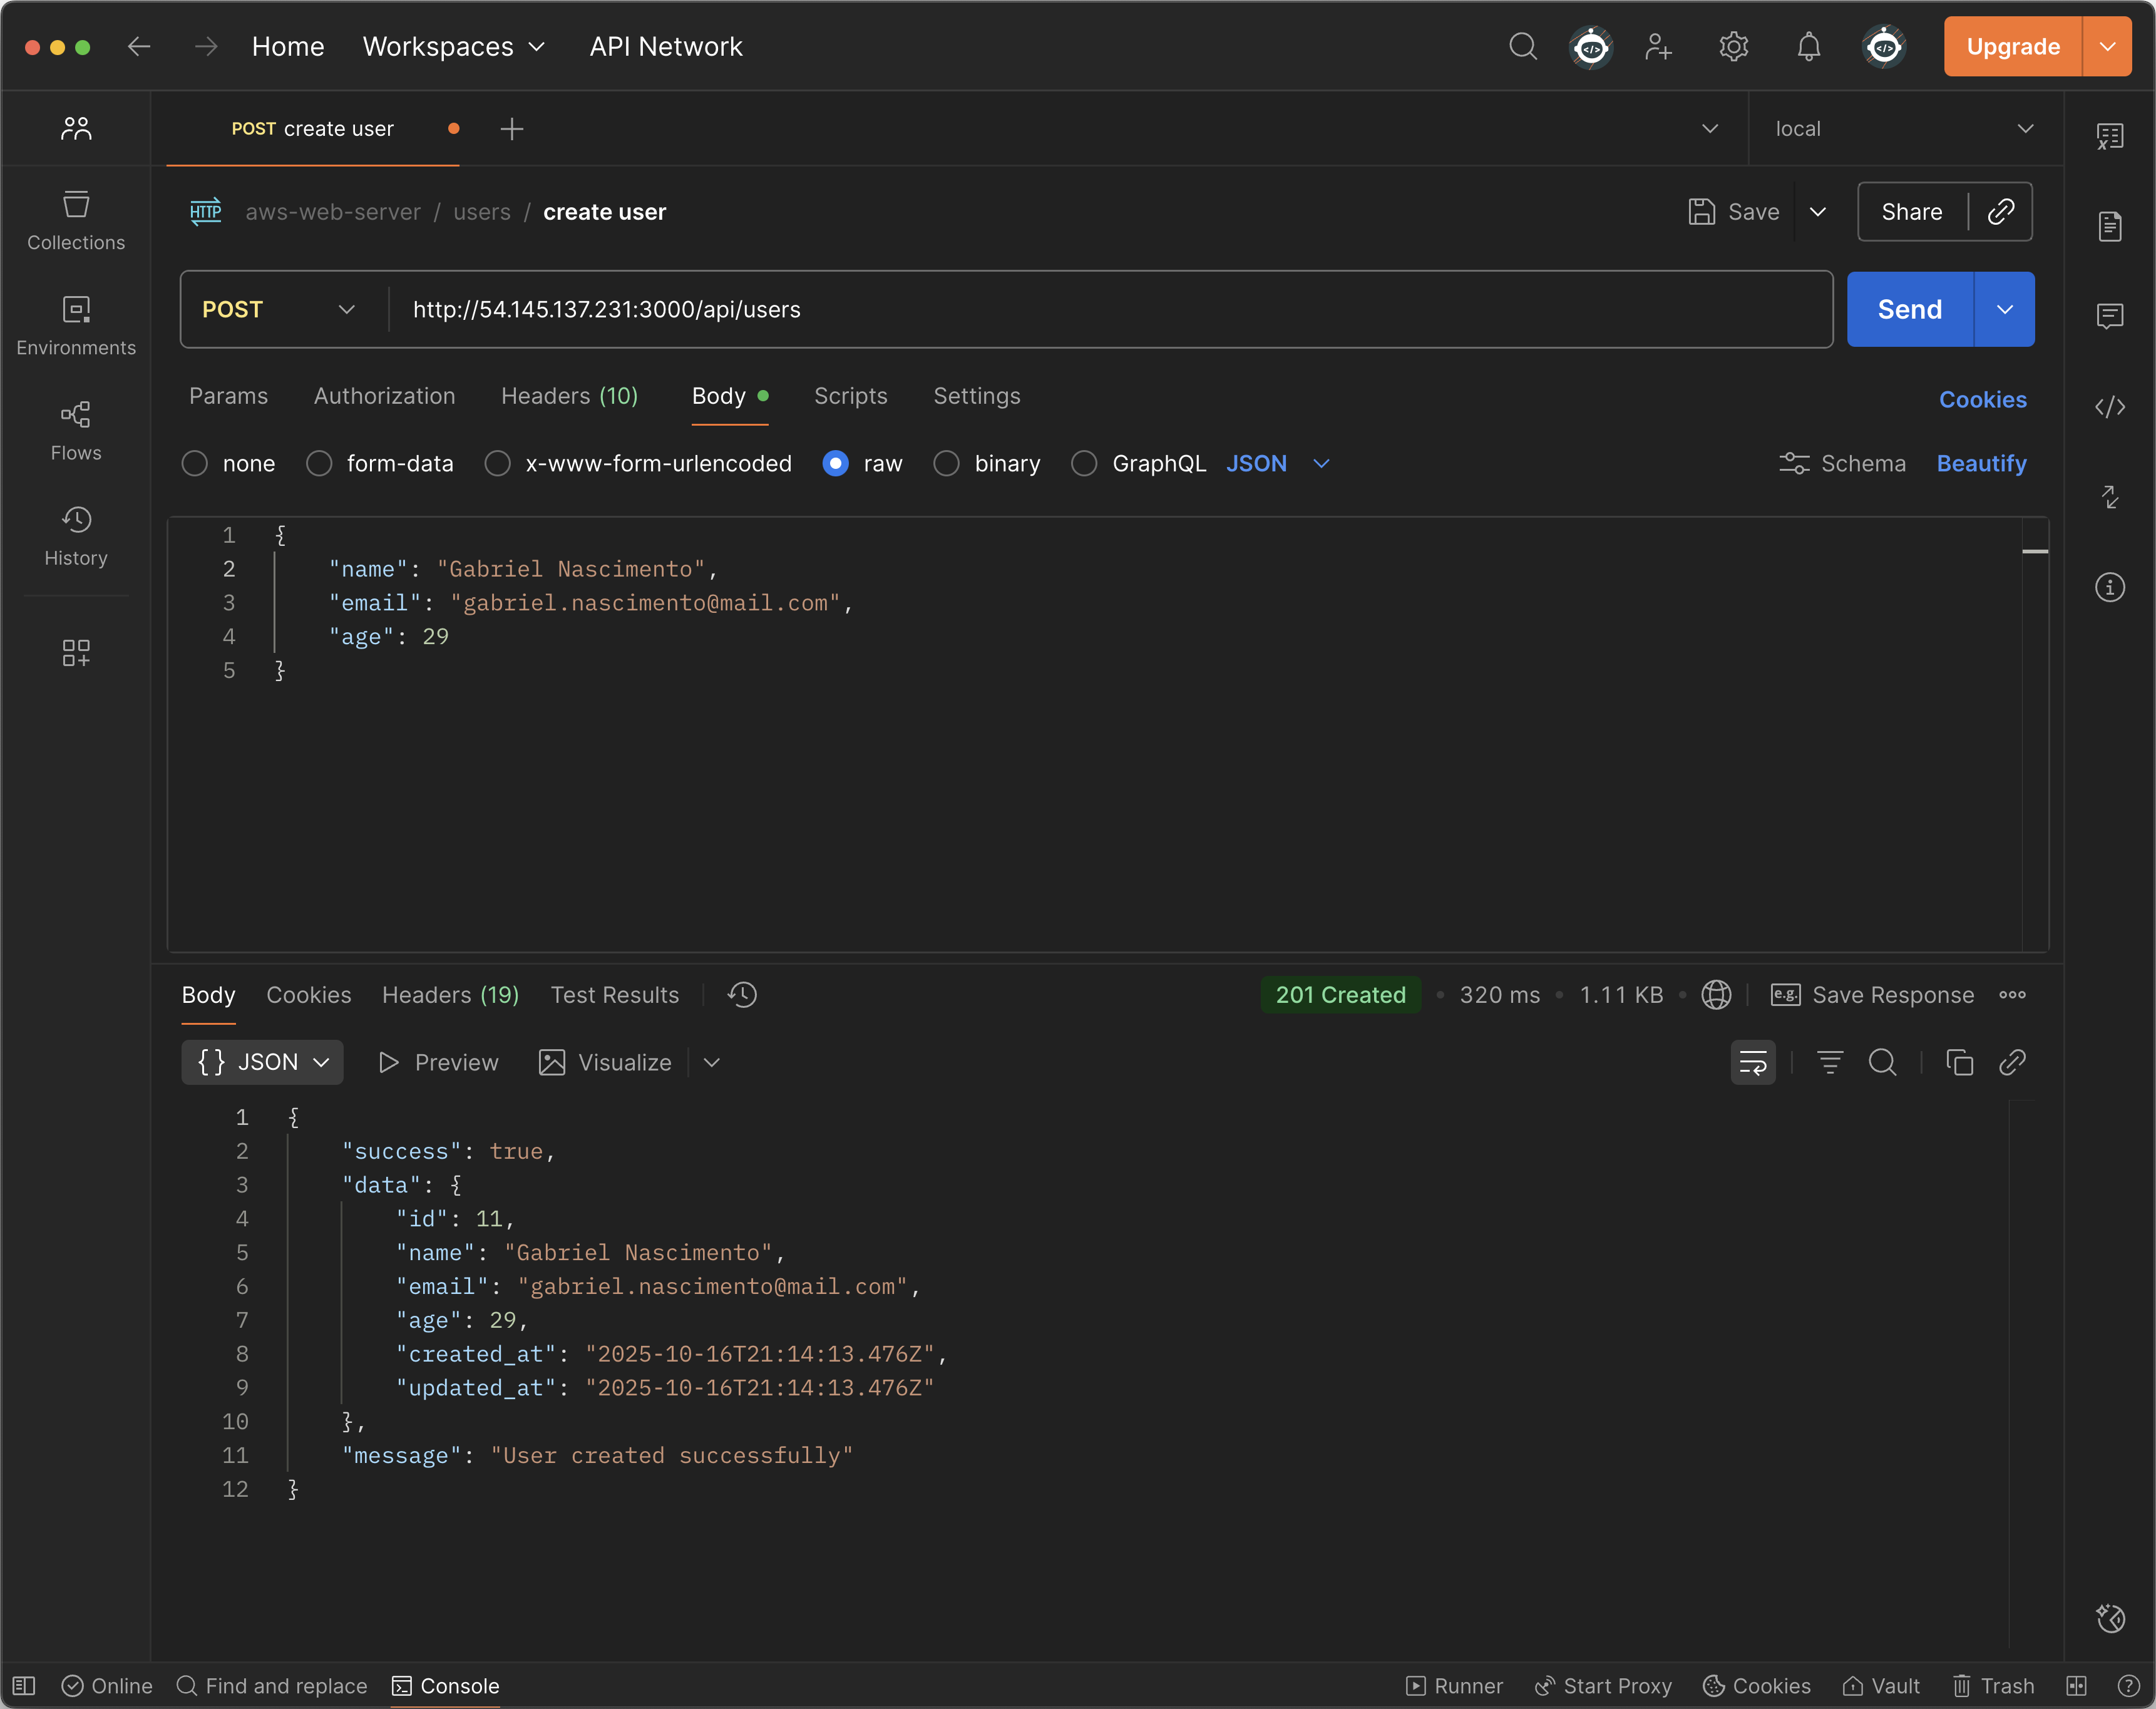 Home Workspaces API Network Upgrade
POST create user local
HTTP aws-web-server / users / create user Save Share
Collections
Environments
Flows
History
POST http://54.145.137.231:3000/api/users Send
Params Authorization Headers (10) Body Scripts Settings Cookies
none form-data x-www-form-urlencoded raw binary GraphQL JSON Schema Beautify
1 {
2 "name": "Gabriel Nascimento",
3 "email": "gabriel.nascimento@mail.com",
4 "age": 29
5 }
Body Cookies Headers (19) Test Results 201 Created 320 ms 1.11 KB e.g. Save Response
{} JSON Preview Visualize
1 {
2 "success": true,
3 "data": {
4 "id": 11,
5 "name": "Gabriel Nascimento",
6 "email": "gabriel.nascimento@mail.com",
7 "age": 29,
8 "created_at": "2025-10-16T21:14:13.476Z",
9 "updated_at": "2025-10-16T21:14:13.476Z"
10 },
11 "message": "User created successfully"
12 }
Online Find and replace Console Runner Start Proxy Cookies Vault Trash